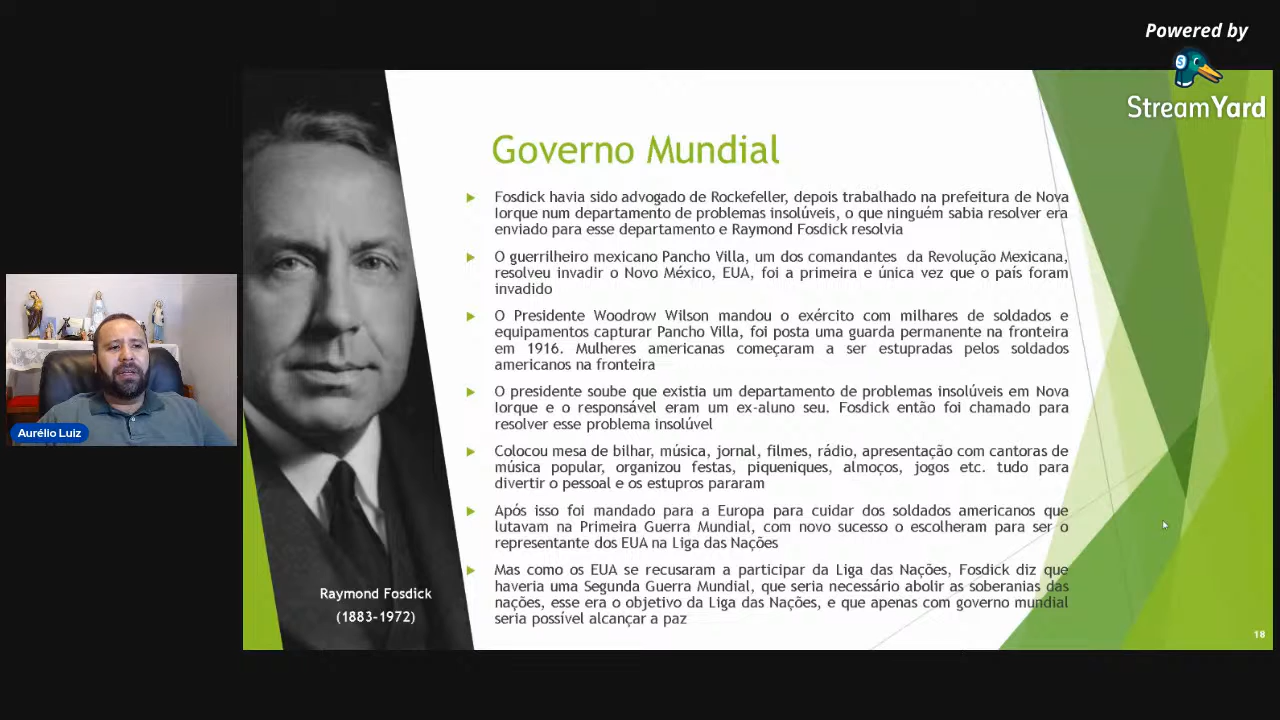 Powered by
StreamYard
Governo Mundial
Fosdick havia sido advogado de Rockefeller, depois trabalhado na prefeitura de Nova
Iorque num departamento de problemas insolúveis, o que ninguém sabia resolver era
enviado para esse departamento e Raymond Fosdick resolvia
O guerrilheiro mexicano Pancho Villa, um dos comandantes da Revolução Mexicana,
resolveu invadir o Novo México, EUA, foi a primeira e única vez que o país foram
invadido
O Presidente Woodrow Wilson mandou o exército com milhares de soldados e
equipamentos capturar Pancho Villa, foi posta uma guarda permanente na fronteira
em 1916. Mulheres americanas começaram a ser estupradas pelos soldados
americanos na fronteira
O presidente soube que existia um departamento de problemas insolúveis em Nova
Iorque e o responsável eram um ex-aluno seu. Fosdick então foi chamado para
resolver esse problema insolúvel
Colocou mesa de bilhar, música, jornal, filmes, rádio, apresentação com cantoras de
música popular, organizou festas, piqueniques, almoços, jogos etc. tudo para
divertir o pessoal e os estupros pararam
Após isso foi mandado para a Europa para cuidar dos soldados americanos que
lutavam na Primeira Guerra Mundial, com novo sucesso o escolheram para ser o
representante dos EUA na Liga das Nações
Mas como os EUA se recusaram a participar da Liga das Nações, Fosdick diz que
haveria uma Segunda Guerra Mundial, que seria necessário abolir as soberanias das
nações, esse era o objetivo da Liga das Nações, e que apenas com governo mundial
seria possível alcançar a paz
Raymond Fosdick
(1883-1972)
Aurélio Luiz
18